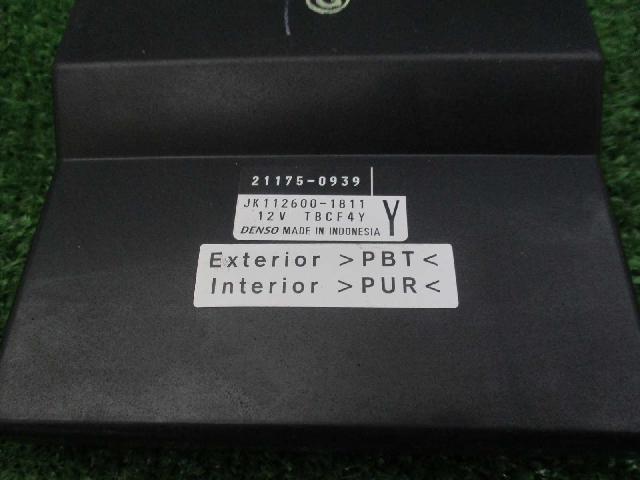 21175-0939
JK112600-1811
12V TBCF4Y
Y
DENSO MADE IN INDONESIA
Exterior >PBT<
Interior >PUR<